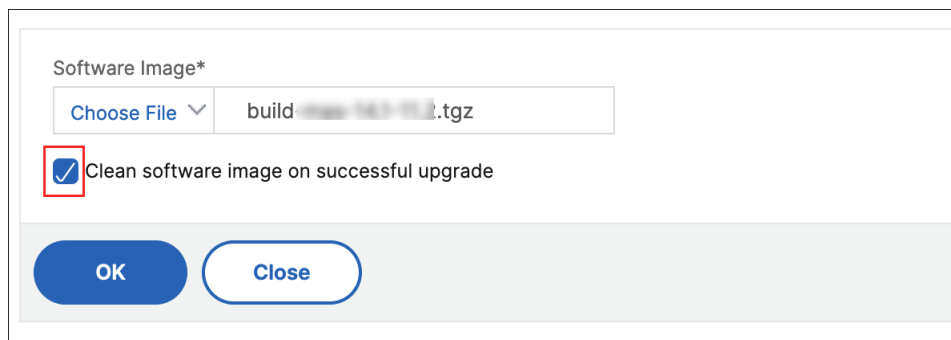 Software Image*
Choose File build- .tgz
Clean software image on successful upgrade
OK Close